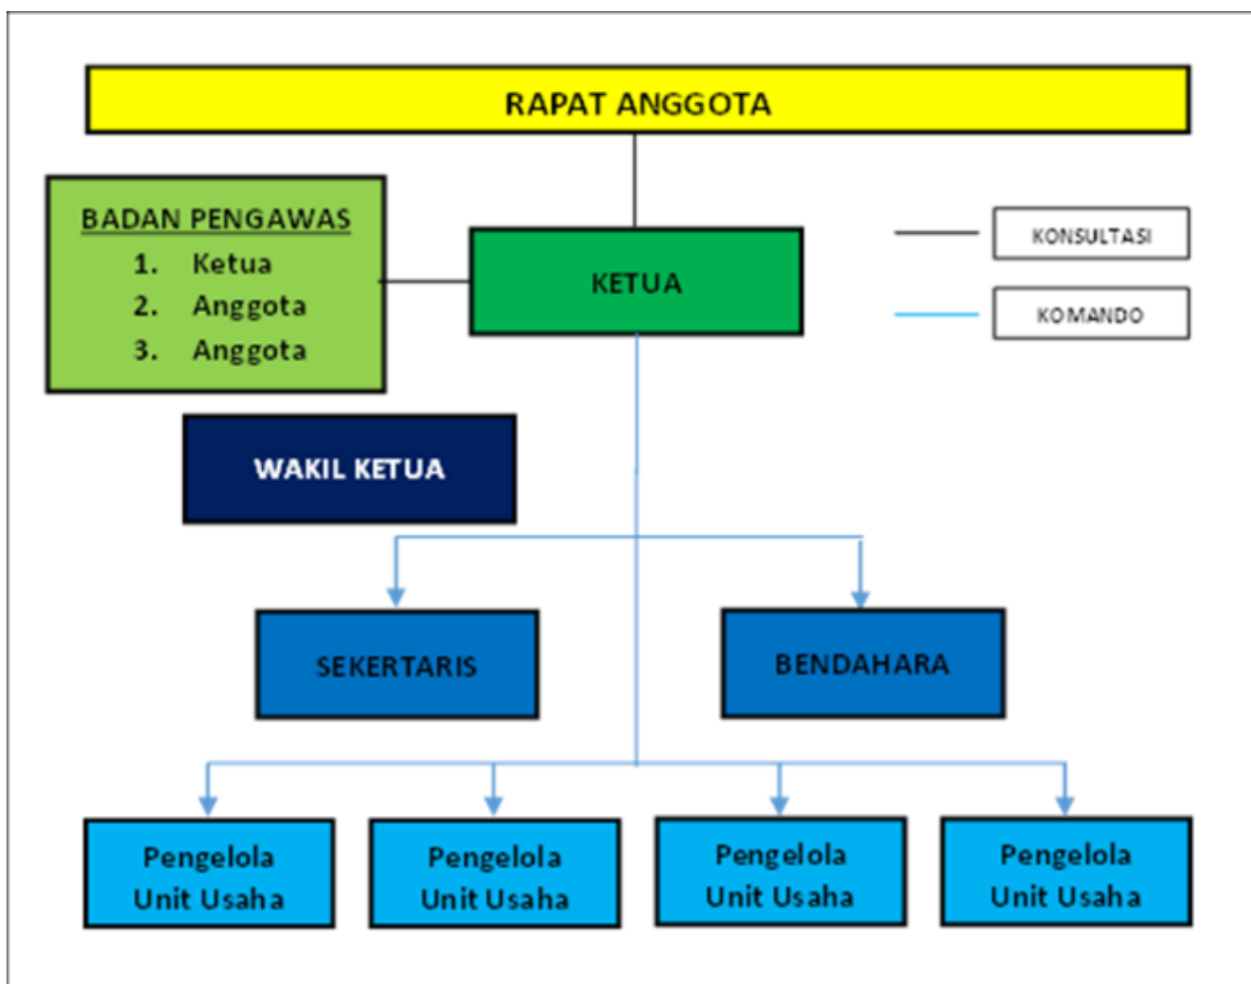 RAPAT ANGGOTA
BADAN PENGAWAS
1. Ketua
2. Anggota
3. Anggota
KETUA
KONSULTASI
KOMANDO
WAKIL KETUA
SEKERTARIS
BENDAHARA
Pengelola
Unit Usaha
Pengelola
Unit Usaha
Pengelola
Unit Usaha
Pengelola
Unit Usaha